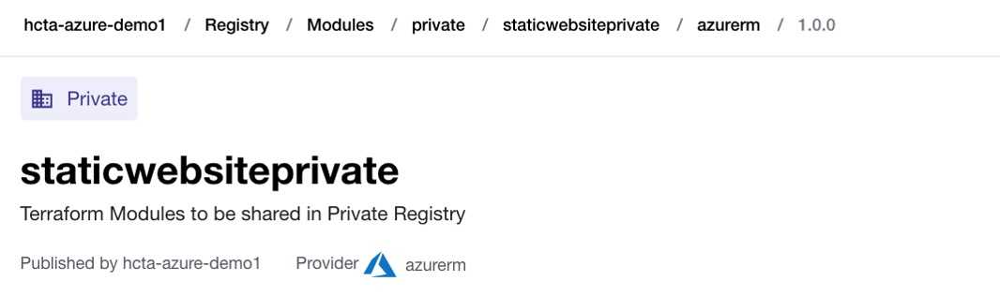 hcta-azure-demo1 / Registry / Modules / private / staticwebsiteprivate / azurerm / 1.0.0
Private
staticwebsiteprivate
Terraform Modules to be shared in Private Registry
Published by hcta-azure-demo1 Provider azurerm